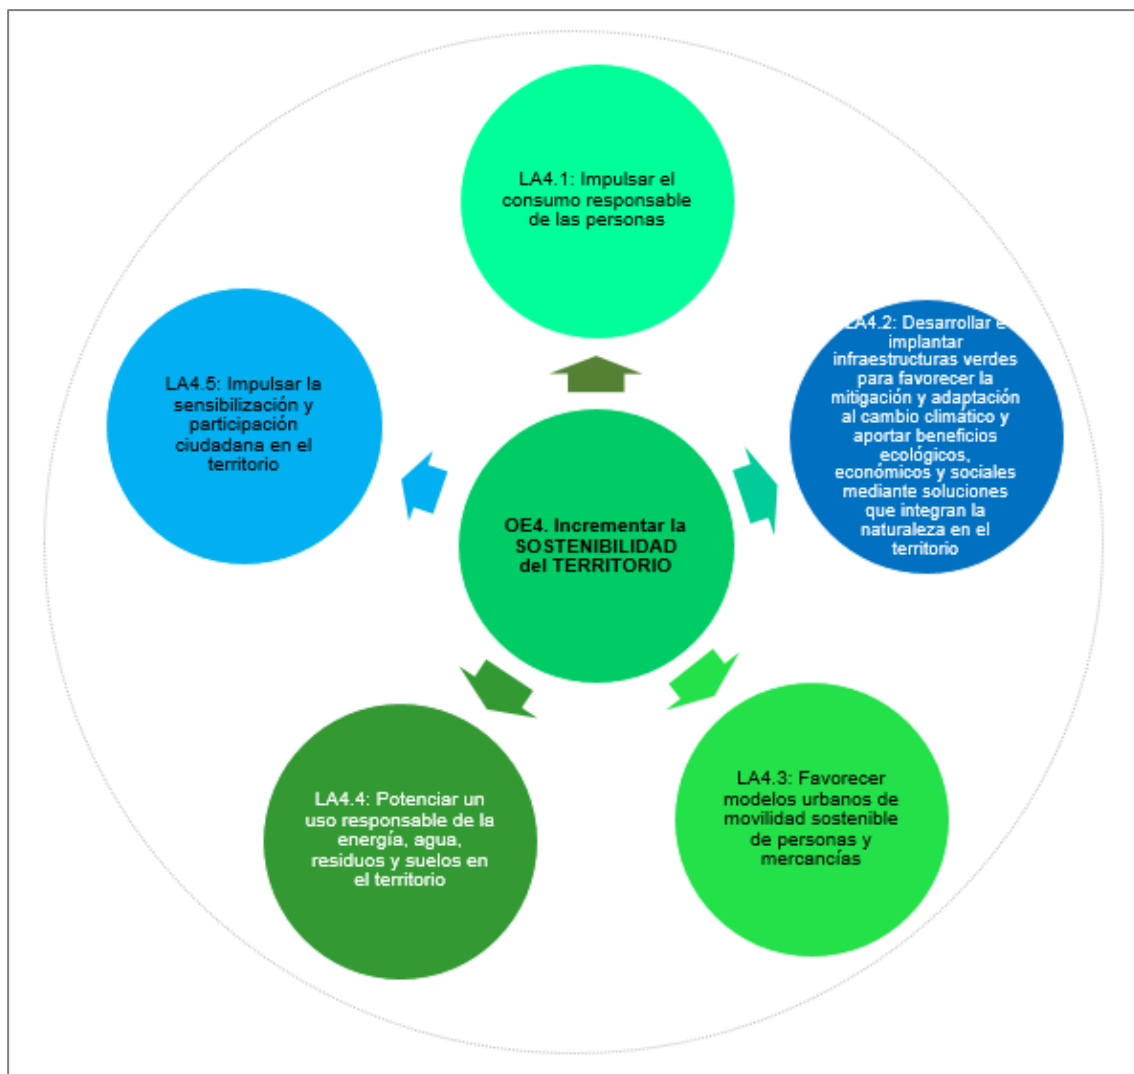 LA4.1: Impulsar el
consumo responsable
de las personas
LA4.2: Desarrollar e
implantar
infraestructuras verdes
para favorecer la
mitigación y adaptación
al cambio climático y
aportar beneficios
ecológicos,
económicos y sociales
mediante soluciones
que integran la
naturaleza en el
territorio
LA4.5: Impulsar la
sensibilización y
participación
ciudadana en el
territorio
OE4. Incrementar la
SOSTENIBILIDAD
del TERRITORIO
LA4.4: Potenciar un
uso responsable de la
energía, agua,
residuos y suelos en
el territorio
LA4.3: Favorecer
modelos urbanos de
movilidad sostenible
de personas y
mercancías